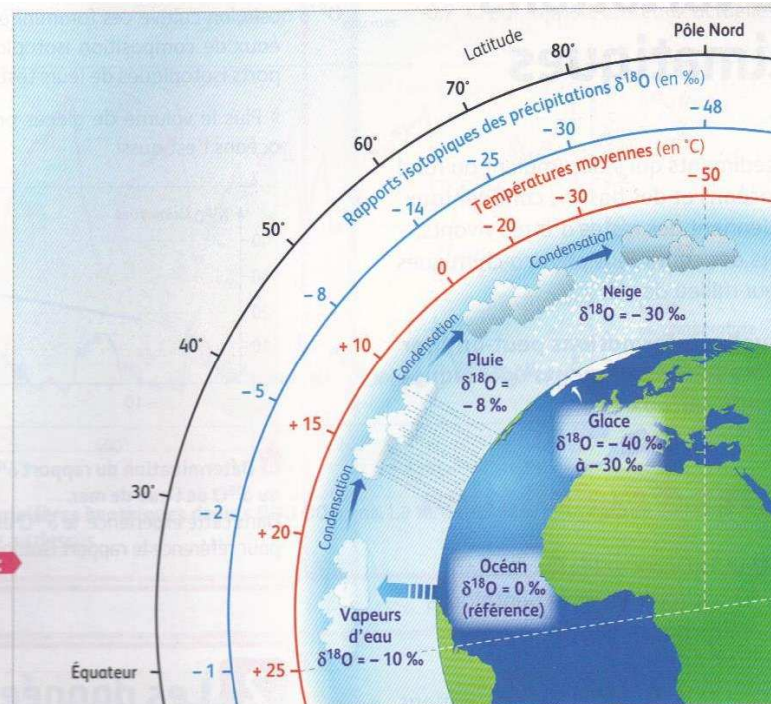 imatiques
Latitude
Pôle Nord
80°
70°
60°
50°
40°
30°
Équateur
Rapports isotopiques des précipitations δ¹⁸O (en ‰)
– 48
– 30
– 25
– 14
– 8
– 5
– 2
– 1
Températures moyennes (en °C)
– 50
– 30
– 20
0
+ 10
+ 15
+ 20
+ 25
Condensation
Condensation
Condensation
Neige
δ¹⁸O = – 30 ‰
Pluie
δ¹⁸O =
– 8 ‰
Glace
δ¹⁸O = – 40 ‰
à – 30 ‰
Océan
δ¹⁸O = 0 ‰
(référence)
Vapeurs
d'eau
δ¹⁸O = – 10 ‰